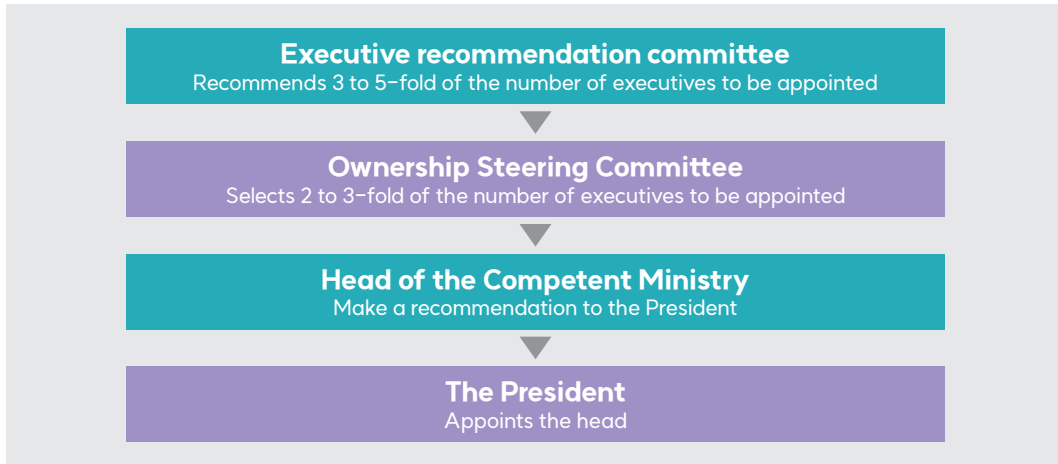 Executive recommendation committee
Recommends 3 to 5-fold of the number of executives to be appointed
Ownership Steering Committee
Selects 2 to 3-fold of the number of executives to be appointed
Head of the Competent Ministry
Make a recommendation to the President
The President
Appoints the head